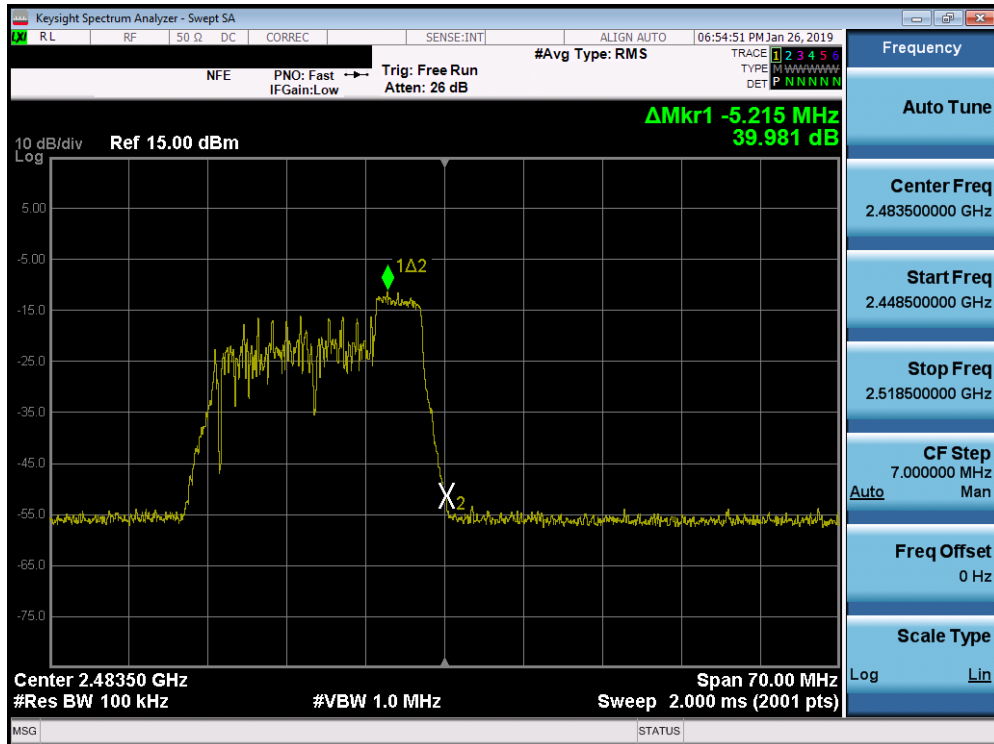 Keysight Spectrum Analyzer - Swept SA
LXI RL RF 50 Ω DC CORREC SENSE:INT ALIGN AUTO 06:54:51 PM Jan 26, 2019
NFE PNO: Fast Trig: Free Run #Avg Type: RMS TRACE 1 2 3 4 5 6
IFGain:Low Atten: 26 dB TYPE M WWWWW
DET P N N N N N
ΔMkr1 -5.215 MHz
39.981 dB
10 dB/div Ref 15.00 dBm
Log
5.00
-5.00
1Δ2
-15.0
-25.0
-35.0
-45.0
2
-55.0
-65.0
-75.0
Center 2.48350 GHz Span 70.00 MHz
#Res BW 100 kHz #VBW 1.0 MHz Sweep 2.000 ms (2001 pts)
MSG STATUS
Frequency
Auto Tune
Center Freq
2.483500000 GHz
Start Freq
2.448500000 GHz
Stop Freq
2.518500000 GHz
CF Step
7.000000 MHz
Auto Man
Freq Offset
0 Hz
Scale Type
Log Lin